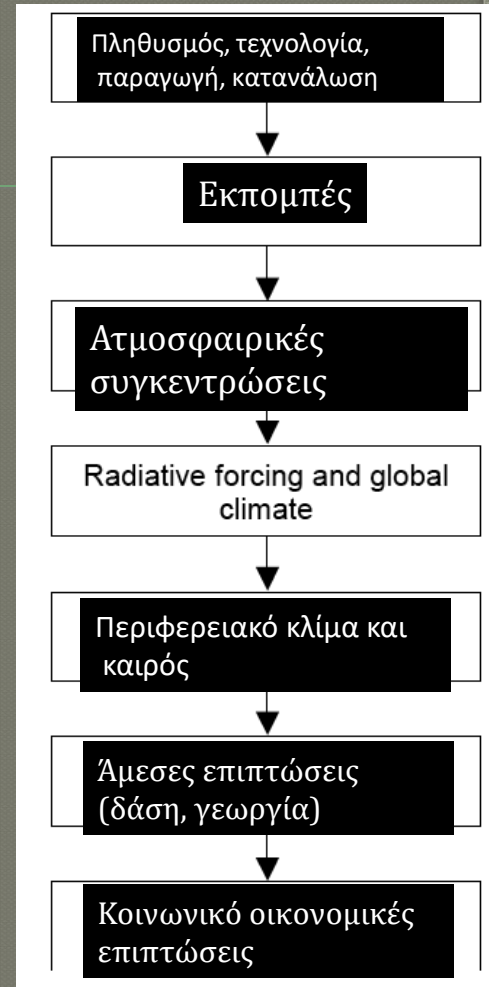 Πληθυσμός, τεχνολογία,
παραγωγή, κατανάλωση
Εκπομπές
Ατμοσφαιρικές
συγκεντρώσεις
Radiative forcing and global
climate
Περιφερειακό κλίμα και
καιρός
Άμεσες επιπτώσεις
(δάση, γεωργία)
Κοινωνικό οικονομικές
επιπτώσεις